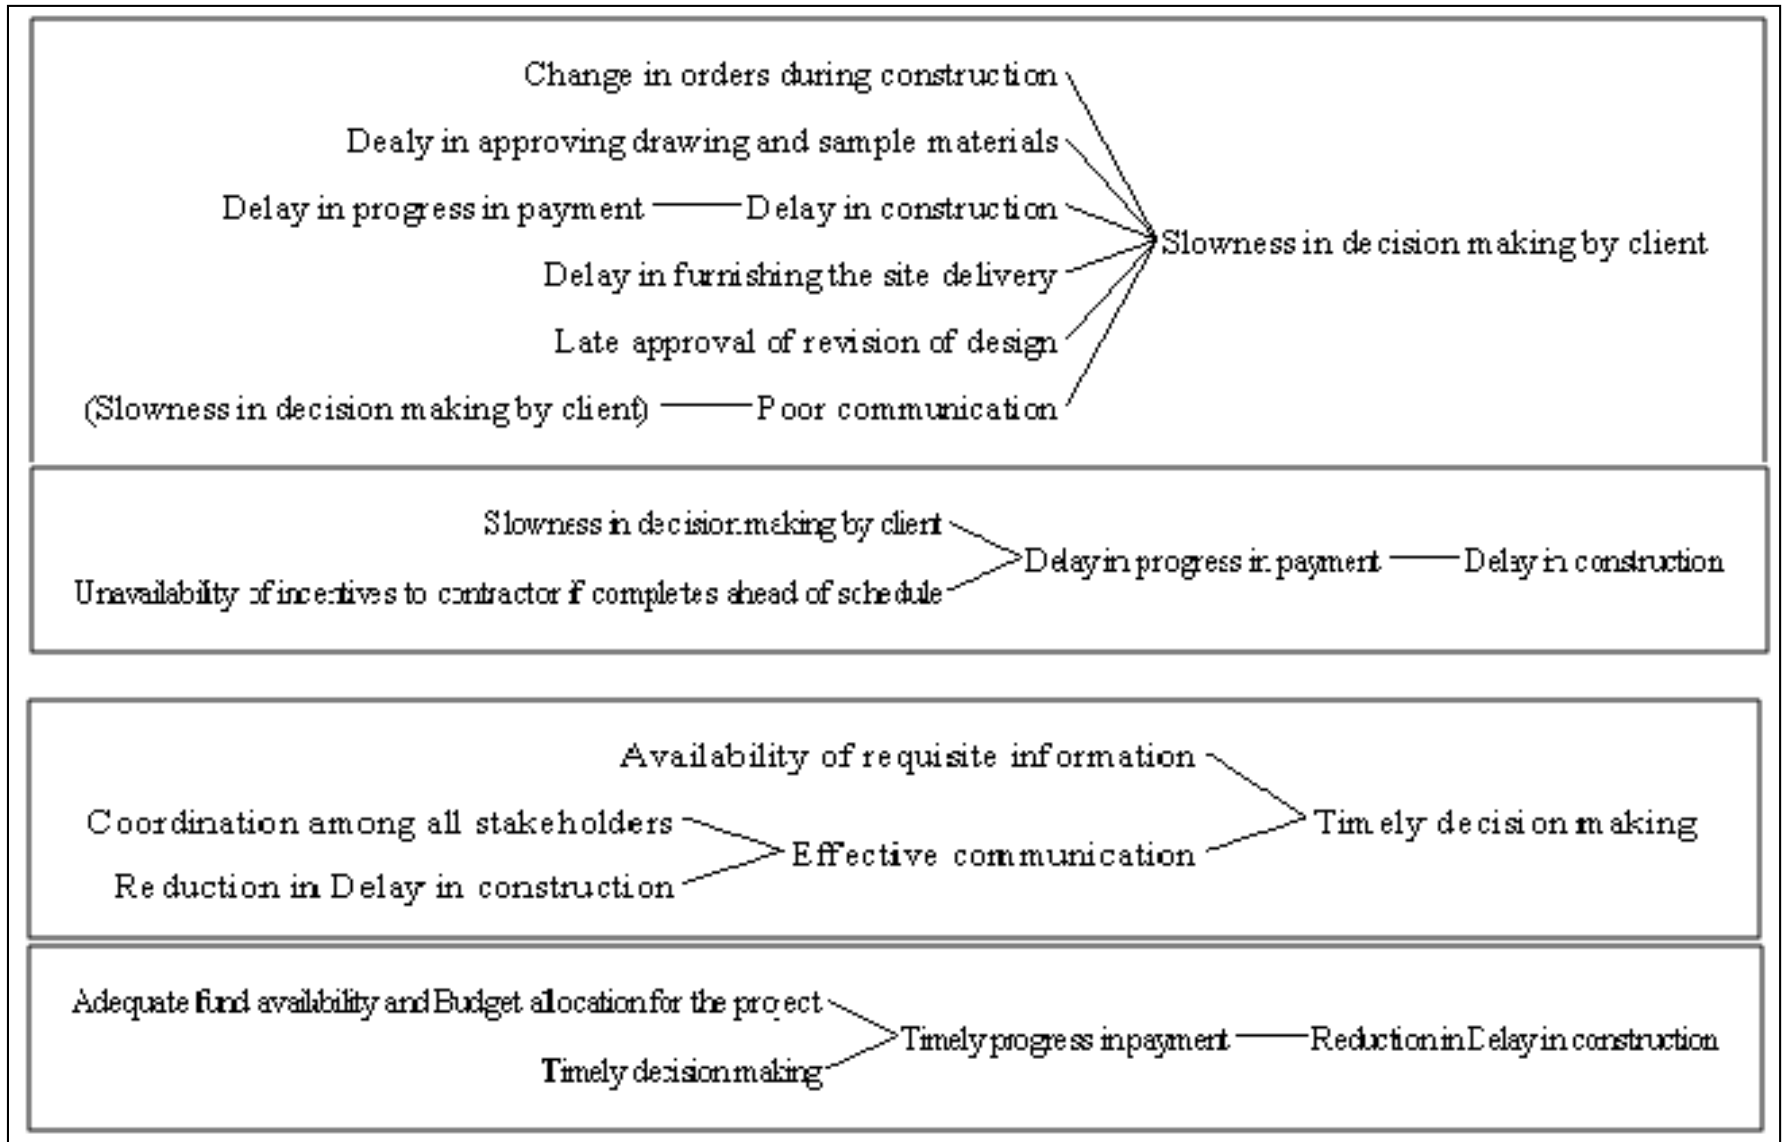 Change in orders during construction
Dealy in approving drawing and sample materials
Delay in progress in payment Delay in construction
Slowness in decision making by client
Delay in furnishing the site delivery
Late approval of revision of design
(Slowness in decision making by client) Poor communication
Slowness in decision making by client
Delay in progress in payment Delay in construction
Unavailability of incentives to contractor if completes ahead of schedule
Availability of requisite information
Coordination among all stakeholders
Timely decision making
Effective communication
Reduction in Delay in construction
Adequate fund availability and Budget allocation for the project
Timely progress in payment Reduction in Delay in construction
Timely decision making